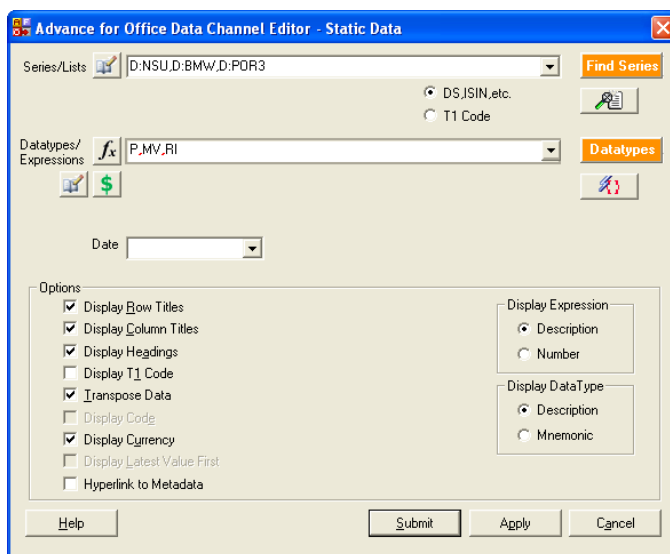 Advance for Office Data Channel Editor - Static Data
Series/Lists D:NSU,D:BMW,D:POR3 Find Series
DS,ISIN,etc.
T1 Code
Datatypes/
Expressions fx P,MV,RI Datatypes
$
Date
Options
Display Row Titles
Display Column Titles
Display Headings
Display T1 Code
Transpose Data
Display Code
Display Currency
Display Latest Value First
Hyperlink to Metadata
Display Expression
Description
Number
Display DataType
Description
Mnemonic
Help Submit Apply Cancel